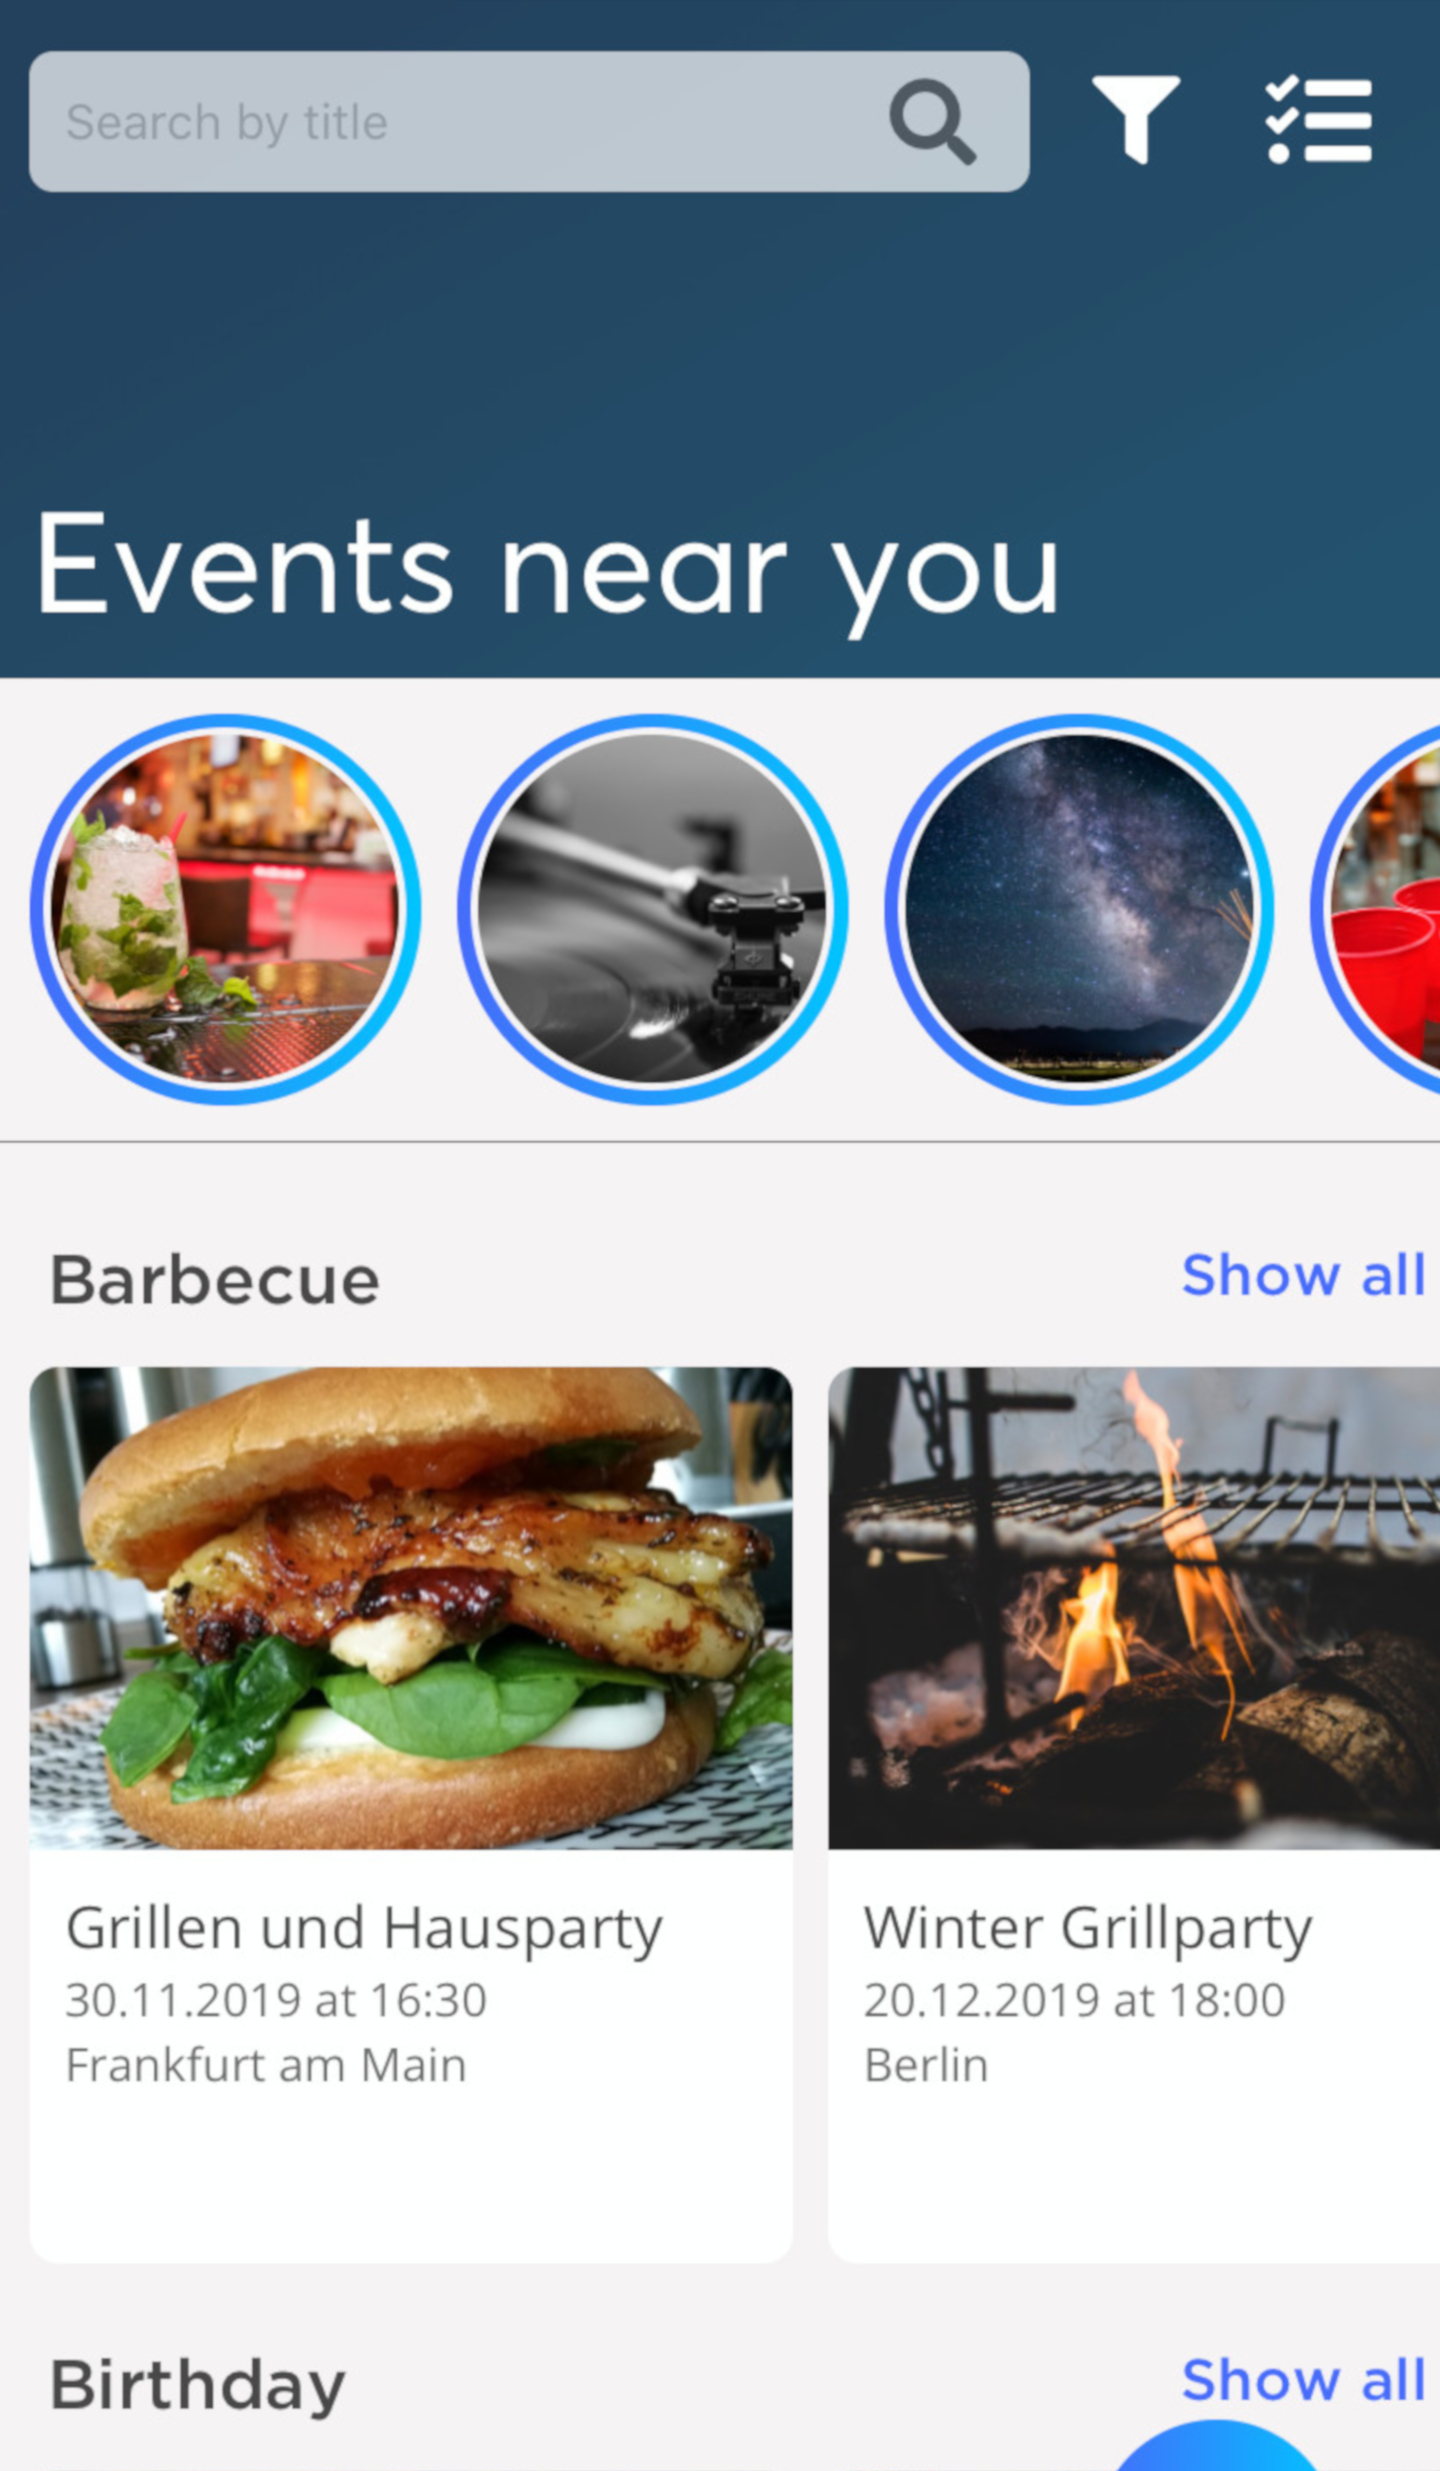 Search by title
Events near you
Barbecue
Show all
Grillen und Hausparty
30.11.2019 at 16:30
Frankfurt am Main
Winter Grillparty
20.12.2019 at 18:00
Berlin
Birthday
Show all